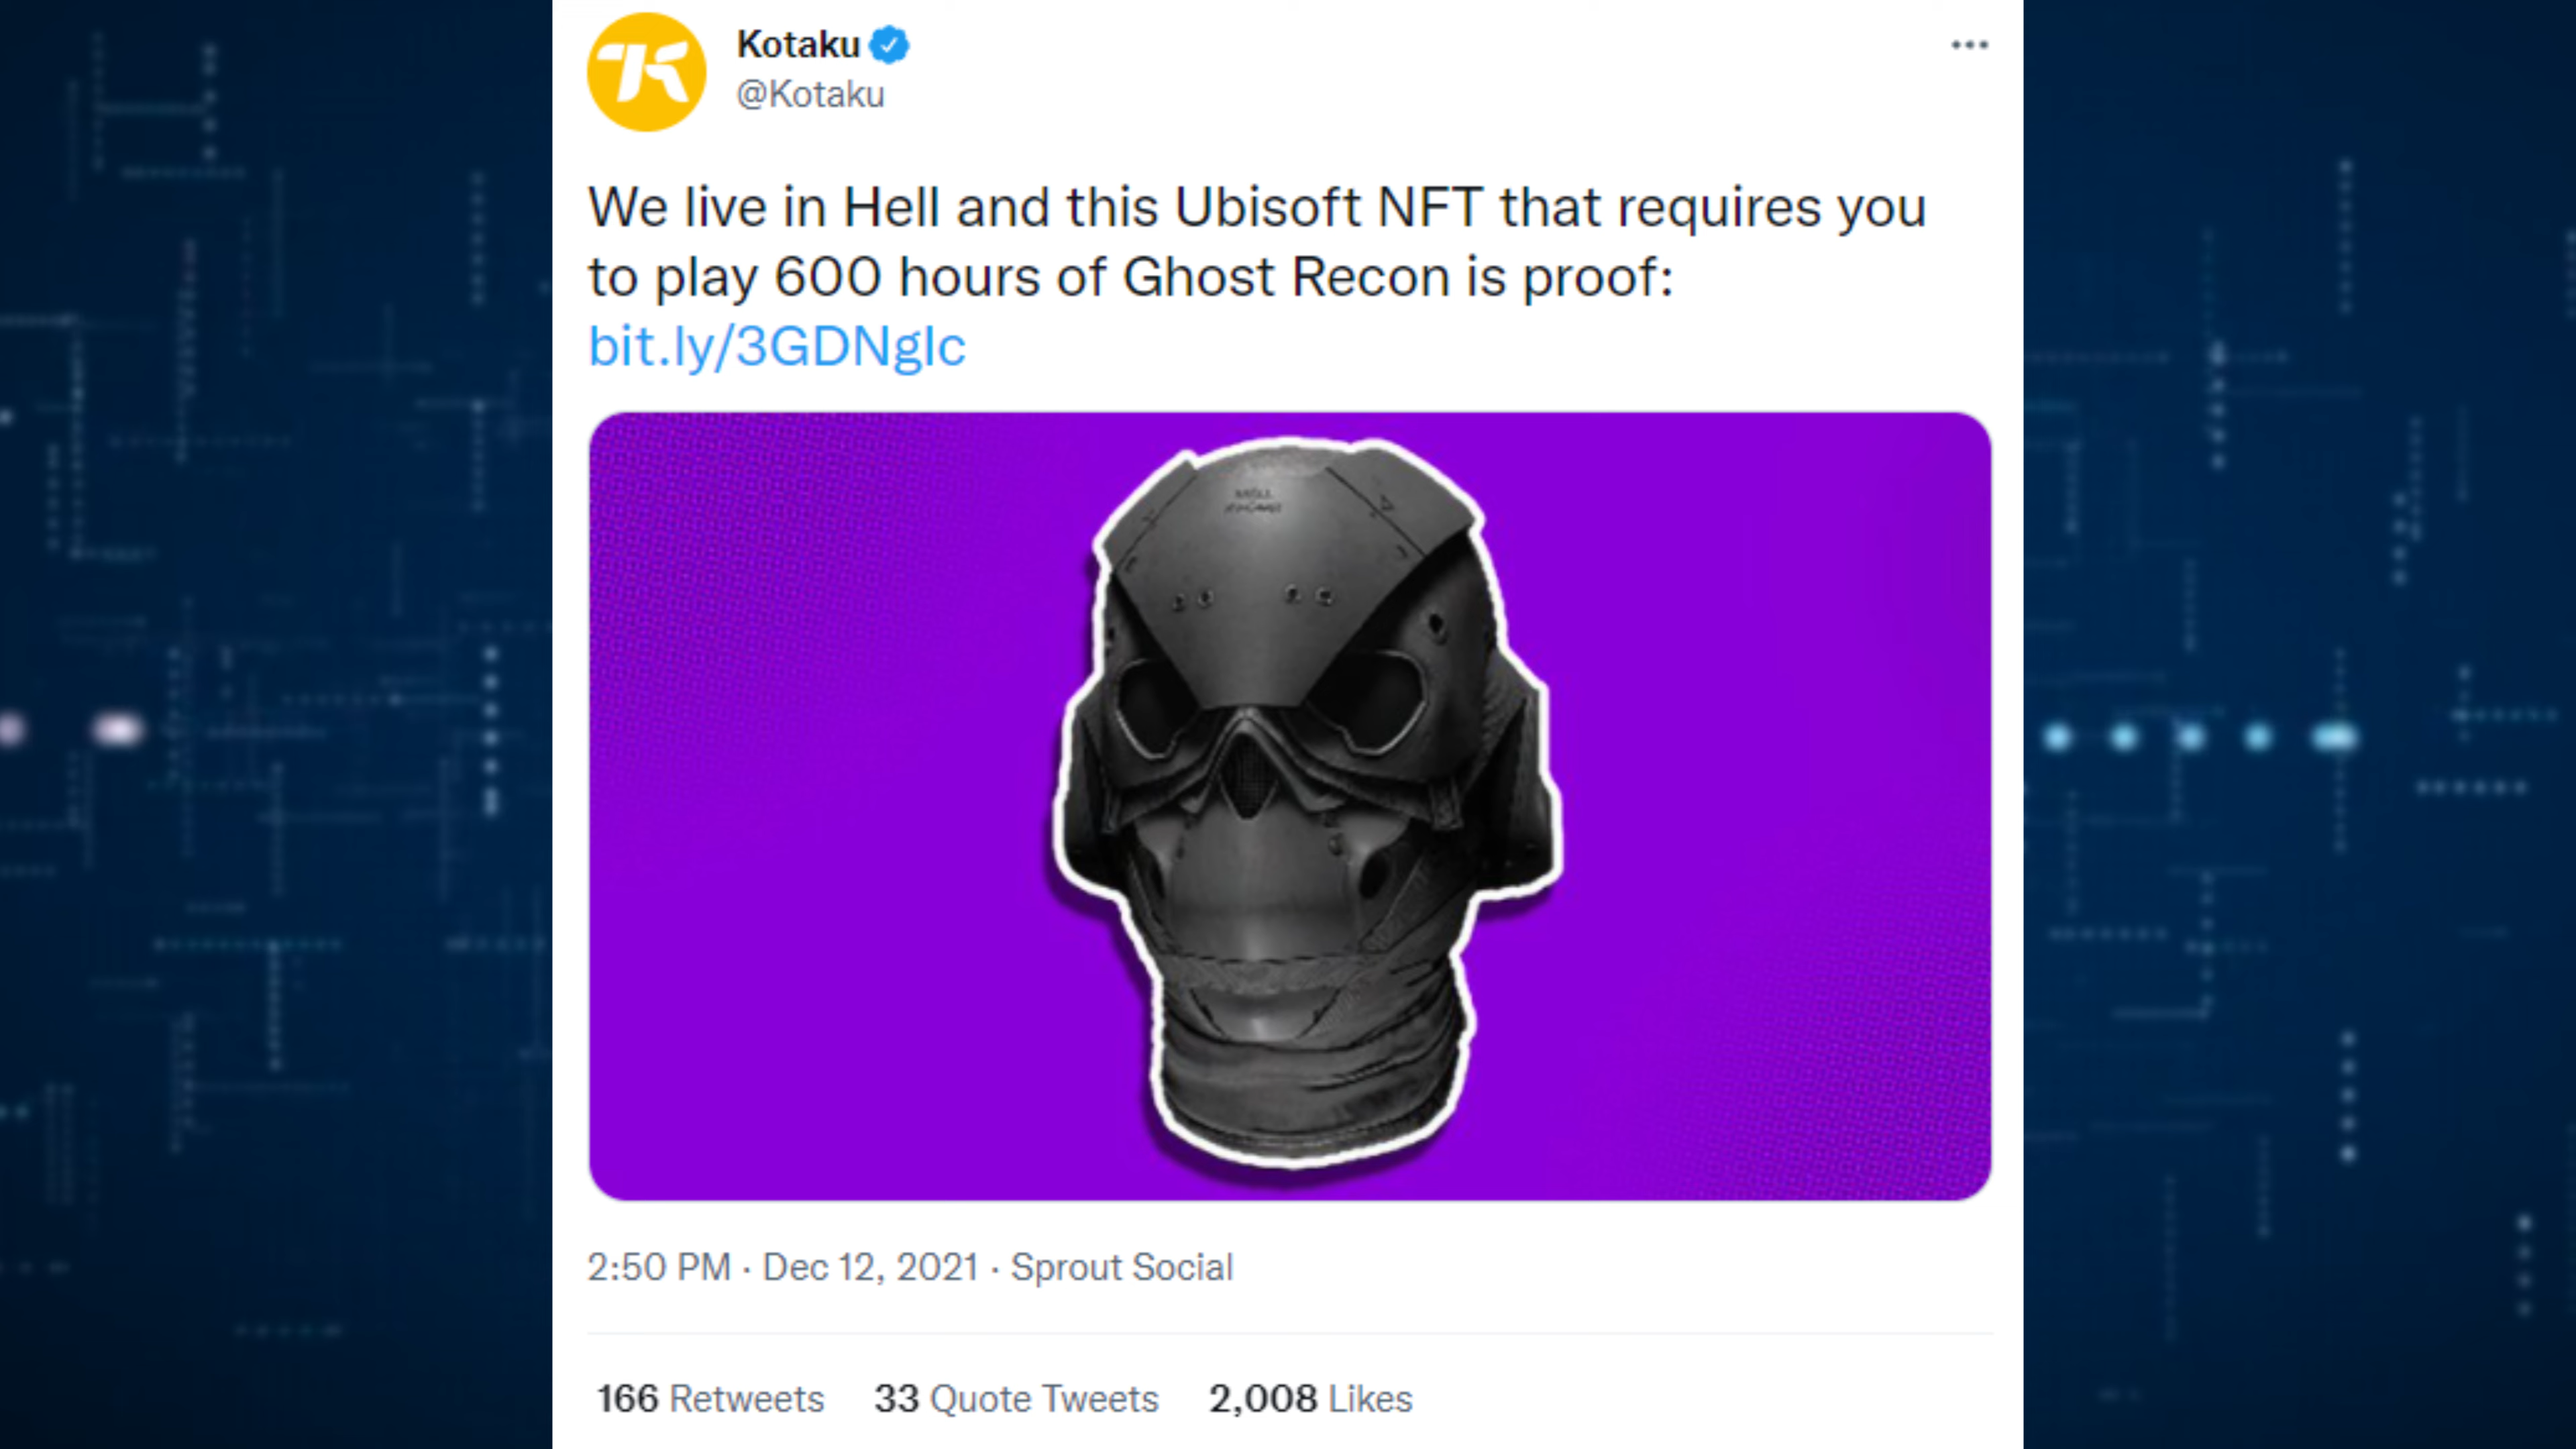 Kotaku
@Kotaku
We live in Hell and this Ubisoft NFT that requires you
to play 600 hours of Ghost Recon is proof:
bit.ly/3GDNgIc
2:50 PM · Dec 12, 2021 · Sprout Social
166 Retweets 33 Quote Tweets 2,008 Likes